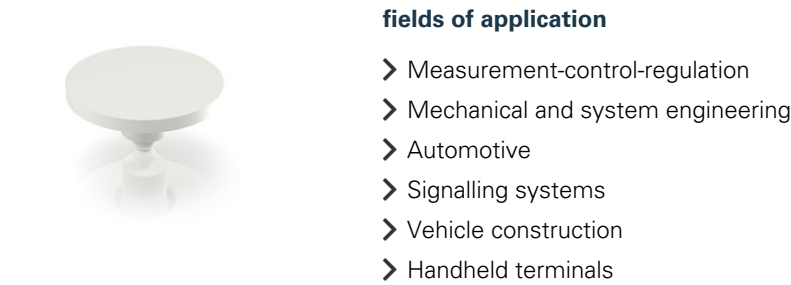 fields of application
Measurement-control-regulation
Mechanical and system engineering
Automotive
Signalling systems
Vehicle construction
Handheld terminals